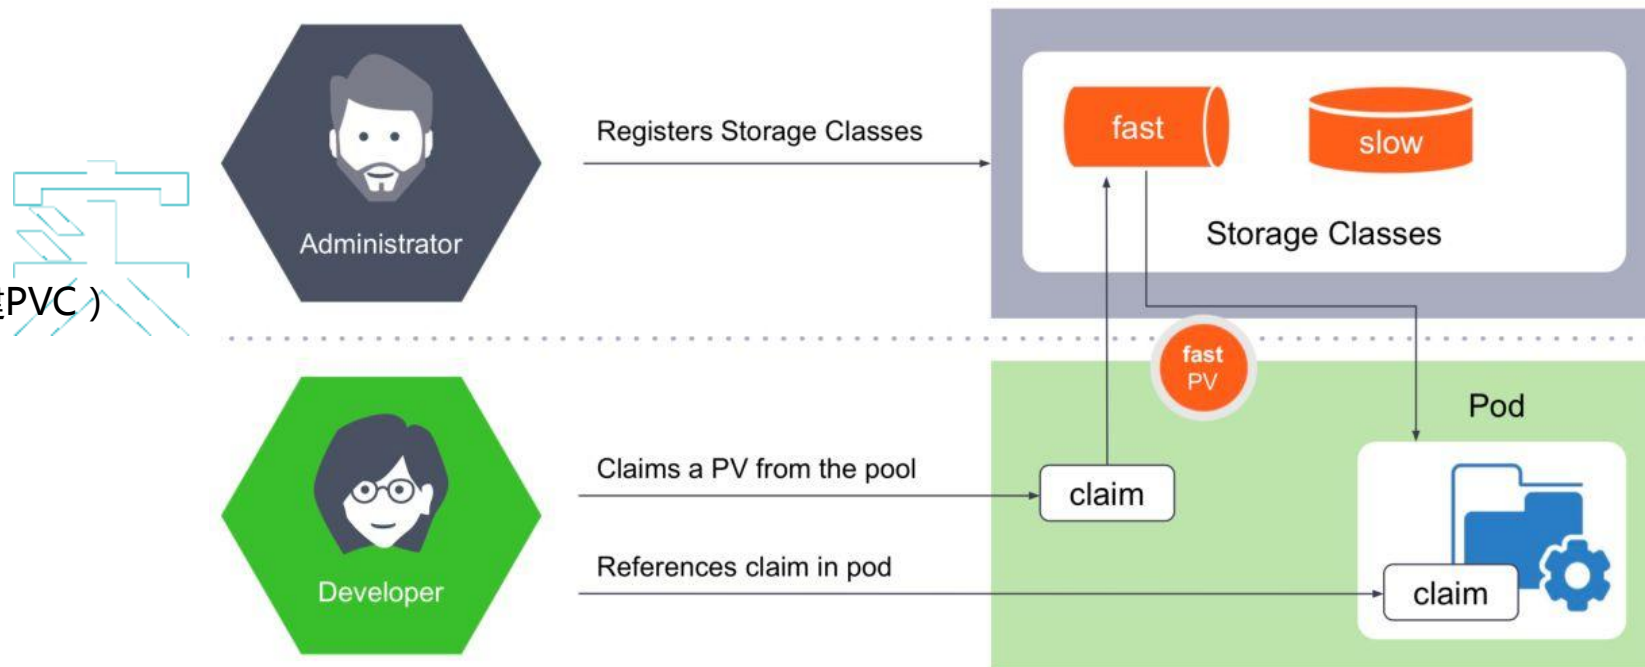 Registers Storage Classes
fast
slow
Storage Classes
Administrator
PVC）
fast
PV
Pod
Claims a PV from the pool
claim
References claim in pod
claim
Developer